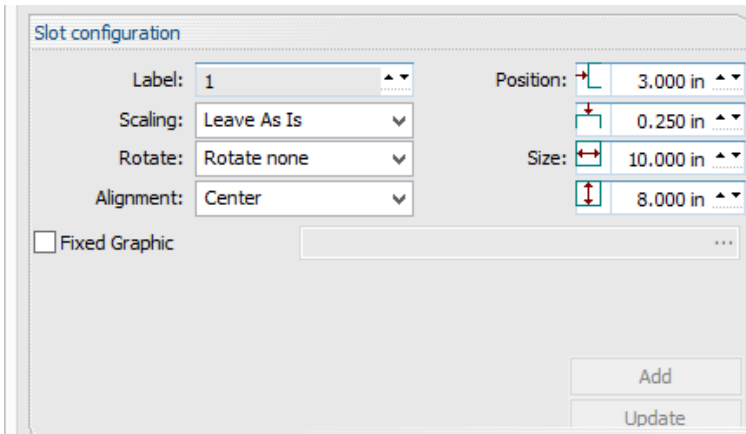 Slot configuration
Label: 1 Position: 3.000 in
Scaling: Leave As Is 0.250 in
Rotate: Rotate none Size: 10.000 in
Alignment: Center 8.000 in
Fixed Graphic ...
Add
Update